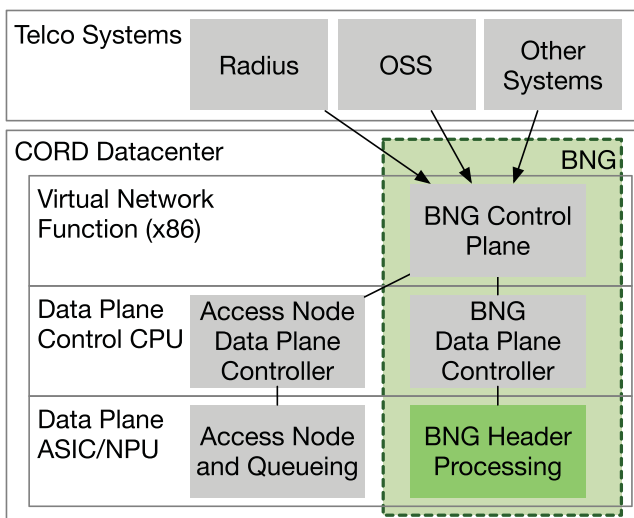 Telco Systems
Radius
OSS
Other
Systems
CORD Datacenter
BNG
Virtual Network
Function (x86)
BNG Control
Plane
Data Plane
Control CPU
Access Node
Data Plane
Controller
BNG
Data Plane
Controller
Data Plane
ASIC/NPU
Access Node
and Queueing
BNG Header
Processing